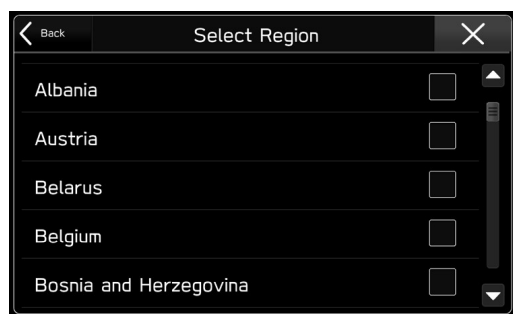 Back
Select Region
Albania
Austria
Belarus
Belgium
Bosnia and Herzegovina